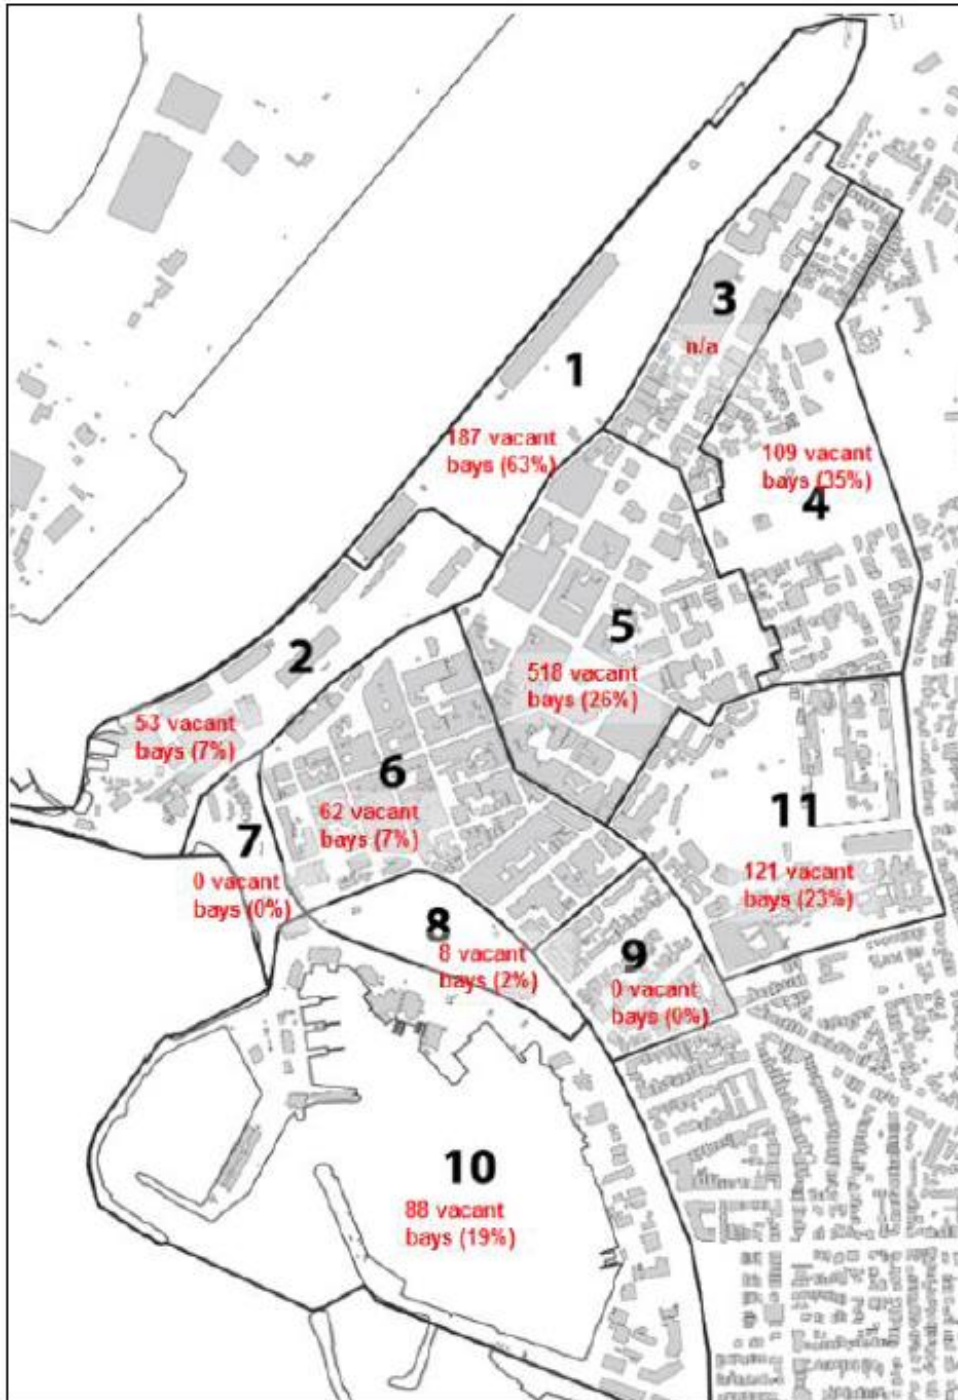 3
n/a
1
187 vacant
bays (63%)
109 vacant
bays (35%)
4
5
518 vacant
bays (26%)
2
53 vacant
bays (7%)
6
62 vacant
bays (7%)
7
0 vacant
bays (0%)
11
121 vacant
bays (23%)
8
8 vacant
bays (2%)
9
0 vacant
bays (0%)
10
88 vacant
bays (19%)